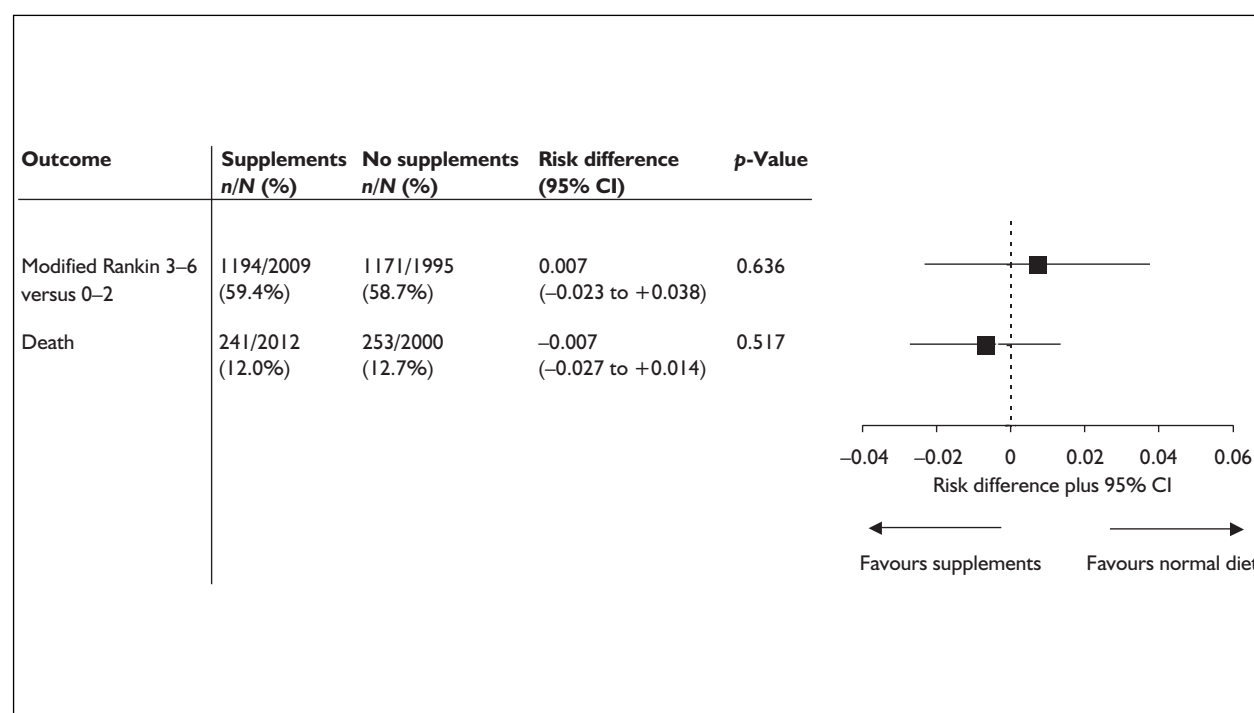 Outcome Supplements No supplements Risk difference p-Value
n/N (%) n/N (%) (95% CI)
Modified Rankin 3–6 1194/2009 1171/1995 0.007 0.636
versus 0–2 (59.4%) (58.7%) (–0.023 to +0.038)
Death 241/2012 253/2000 –0.007 0.517
(12.0%) (12.7%) (–0.027 to +0.014)
–0.04 –0.02 0 0.02 0.04 0.06
Risk difference plus 95% CI
Favours supplements Favours normal diet